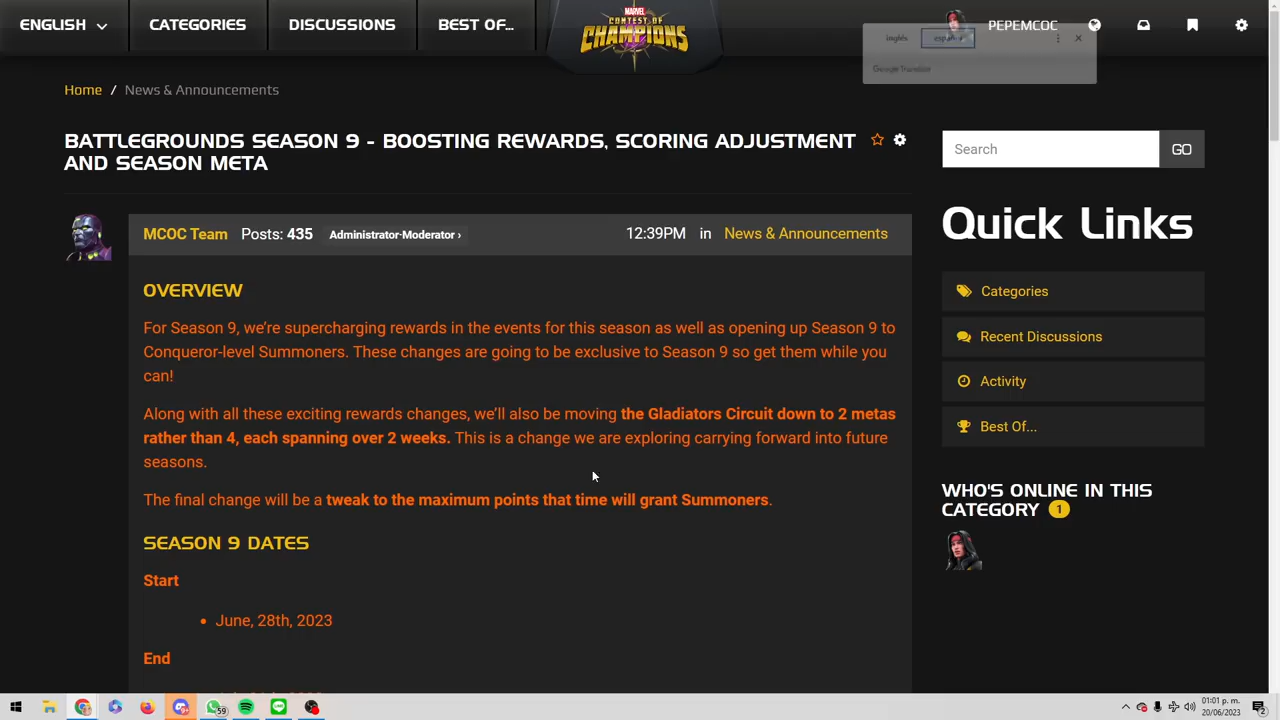 ENGLISH CATEGORIES DISCUSSIONS BEST OF... MARVEL CONTEST OF CHAMPIONS PEPEMCOC
inglés español
Google Translate
Home / News & Announcements
BATTLEGROUNDS SEASON 9 - BOOSTING REWARDS, SCORING ADJUSTMENT
AND SEASON META
Search GO
MCOC Team Posts: 435 Administrator-Moderator › 12:39PM in News & Announcements
Quick Links
OVERVIEW
Categories
For Season 9, we're supercharging rewards in the events for this season as well as opening up Season 9 to
Conqueror-level Summoners. These changes are going to be exclusive to Season 9 so get them while you
can!
Recent Discussions
Activity
Along with all these exciting rewards changes, we'll also be moving the Gladiators Circuit down to 2 metas
rather than 4, each spanning over 2 weeks. This is a change we are exploring carrying forward into future
seasons.
Best Of...
The final change will be a tweak to the maximum points that time will grant Summoners.
WHO'S ONLINE IN THIS
CATEGORY 1
SEASON 9 DATES
Start
June, 28th, 2023
End
59
01:01 p. m.
20/06/2023
2